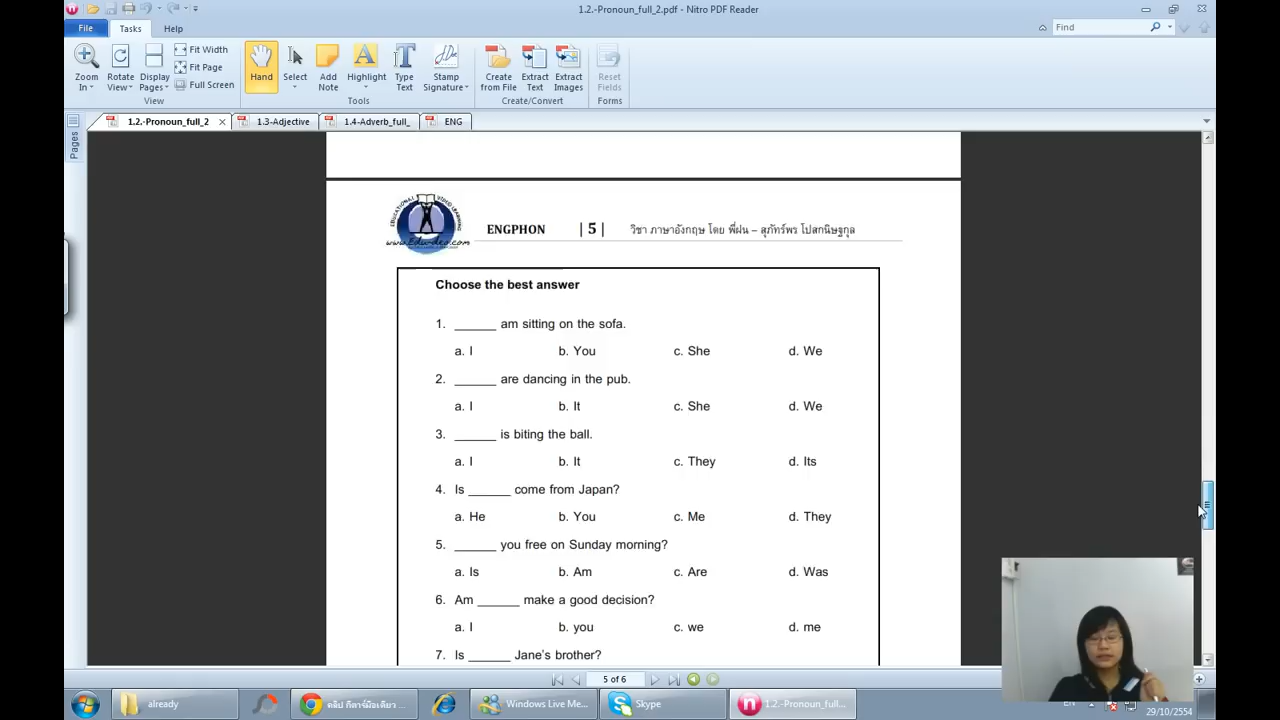 1.2.-Pronoun_full_2.pdf - Nitro PDF Reader
File
Tasks
Help
Find
Zoom In
Rotate View
Display Pages
Fit Width
Fit Page
Full Screen
View
Hand
Select
Add Note
Highlight
Type Text
Stamp Signature
Tools
Create from File
Extract Text
Extract Images
Create/Convert
Reset Fields
Forms
1.2.-Pronoun_full_2
1.3-Adjective
1.4-Adverb_full_
ENG
Pages
EDUCATIONAL VIDEO LEARNING
ENGPHON | 5 | วิชา ภาษาอังกฤษ โดย พี่ฝน – สุภัทร์พร โปสกนิษฐกุล
Choose the best answer
1. ______ am sitting on the sofa.
a. I b. You c. She d. We
2. ______ are dancing in the pub.
a. I b. It c. She d. We
3. ______ is biting the ball.
a. I b. It c. They d. Its
4. Is ______ come from Japan?
a. He b. You c. Me d. They
5. ______ you free on Sunday morning?
a. Is b. Am c. Are d. Was
6. Am ______ make a good decision?
a. I b. you c. we d. me
7. Is ______ Jane's brother?
5 of 6
already
Windows Live Me...
Skype
1.2.-Pronoun_full...
EN
29/10/2554